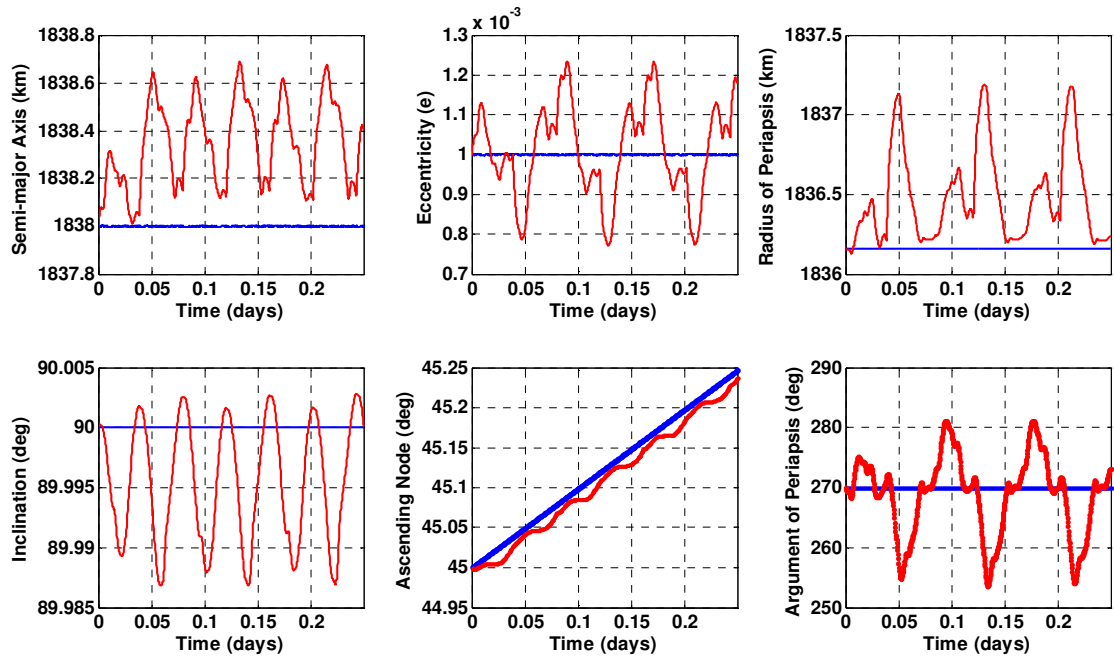 Semi-major Axis (km)
1838.8
1838.6
1838.4
1838.2
1838
1837.8
0 0.05 0.1 0.15 0.2
Time (days)
x 10⁻³
Eccentricity (e)
1.3
1.2
1.1
1
0.9
0.8
0.7
0 0.05 0.1 0.15 0.2
Time (days)
Radius of Periapsis (km)
1837.5
1837
1836.5
1836
0 0.05 0.1 0.15 0.2
Time (days)
Inclination (deg)
90.005
90
89.995
89.99
89.985
0 0.05 0.1 0.15 0.2
Time (days)
Ascending Node (deg)
45.25
45.2
45.15
45.1
45.05
45
44.95
0 0.05 0.1 0.15 0.2
Time (days)
Argument of Periapsis (deg)
290
280
270
260
250
0 0.05 0.1 0.15 0.2
Time (days)